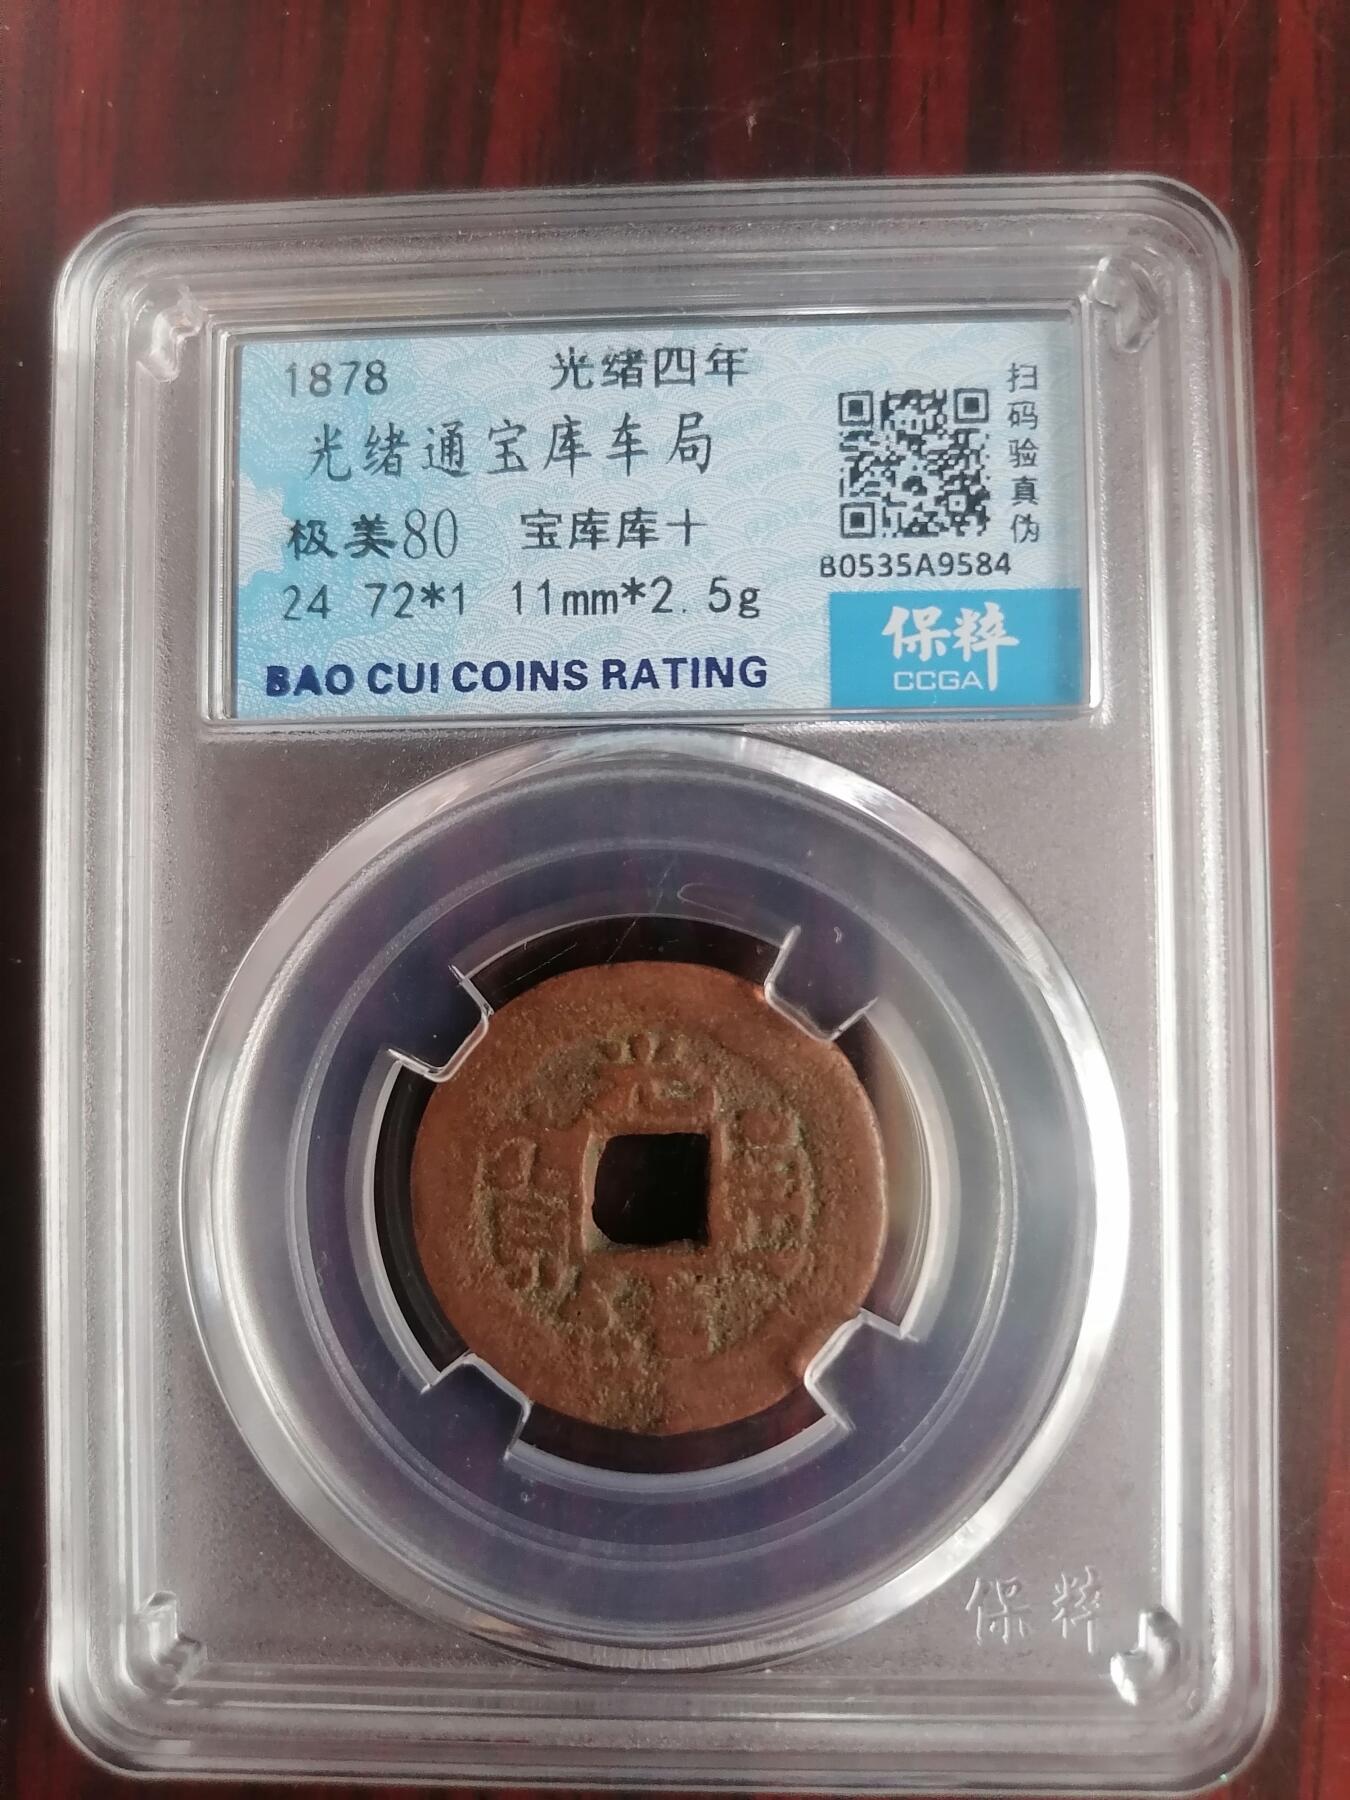 1878 光绪四年
光绪通宝库车局
极美80 宝库库十
24 72*1 11mm*2.5g
BAO CUI COINS RATING
扫码验真伪
B0535A9584
保粹
CCGA
光
保粹